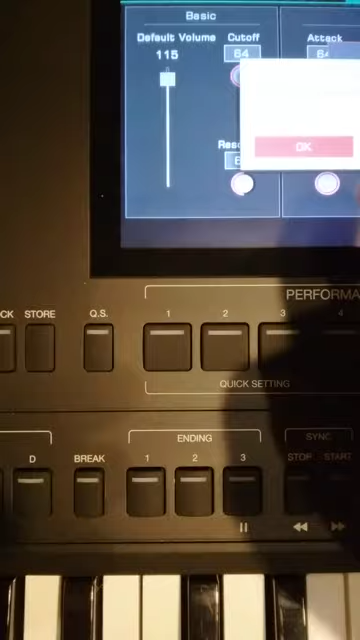 Basic
Default Volume Cutoff Attack
115 64 64
OK
PERFORMA
CK STORE Q.S. 1 2 3 4
QUICK SETTING
ENDING SYNC
D BREAK 1 2 3 STOP START